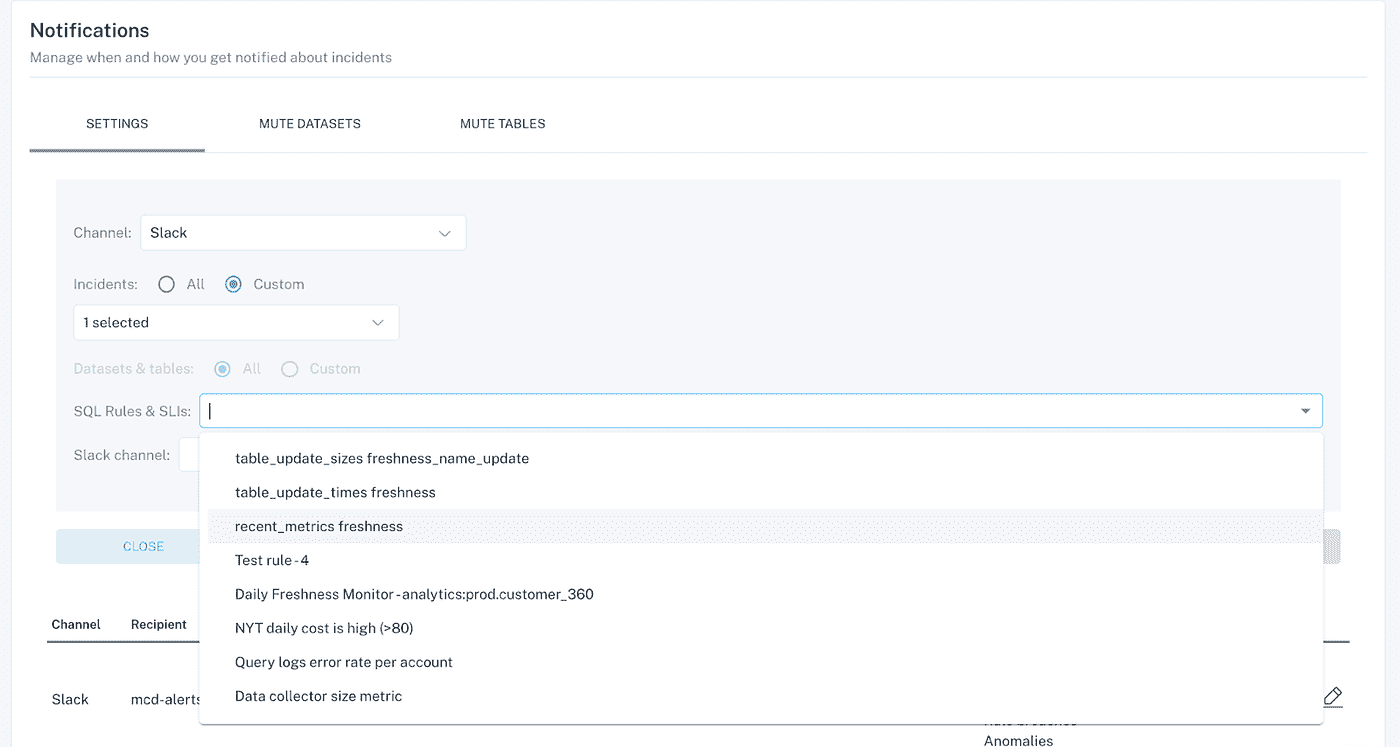 Notifications
Manage when and how you get notified about incidents
SETTINGS MUTE DATASETS MUTE TABLES
Channel: Slack
Incidents: All Custom
1 selected
Datasets & tables: All Custom
SQL Rules & SLIs:
Slack channel:
table_update_sizes freshness_name_update
table_update_times freshness
recent_metrics freshness
Test rule - 4
Daily Freshness Monitor - analytics:prod.customer_360
NYT daily cost is high (>80)
Query logs error rate per account
Data collector size metric
CLOSE
Channel Recipient
Slack mcd-alerts
Anomalies